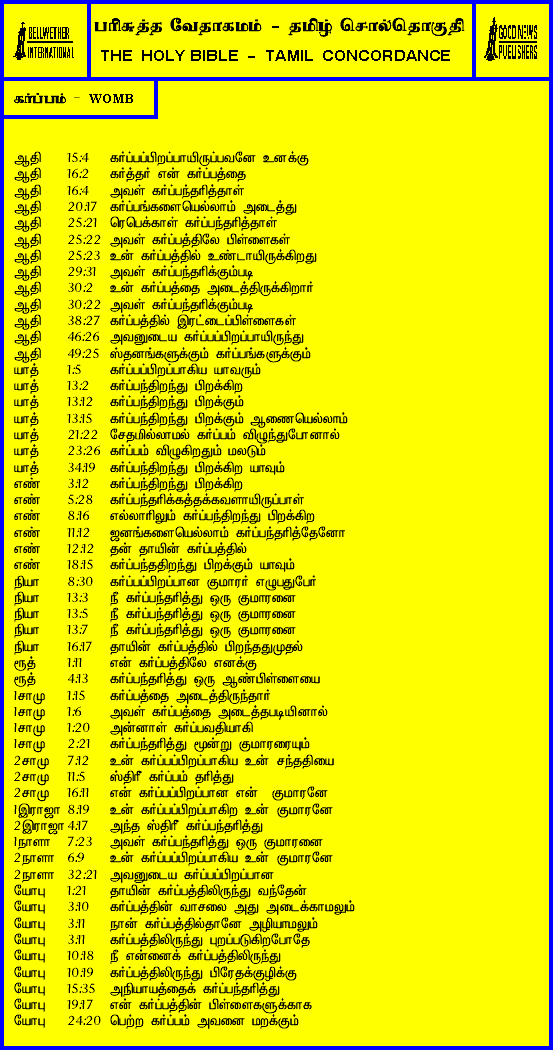 BELLWETHER
INTERNATIONAL
பரிசுத்த வேதாகமம் - தமிழ் சொல்தொகுதி
THE HOLY BIBLE - TAMIL CONCORDANCE
GOOD NEWS
PUBLISHERS
கர்ப்பம் - WOMB
ஆதி 15:4 கர்ப்பப்பிறப்பாயிருப்பவனே உனக்கு
ஆதி 16:2 கர்த்தர் என் கர்ப்பத்தை
ஆதி 16:4 அவள் கர்ப்பந்தரித்தாள்
ஆதி 20:17 கர்ப்பங்களையெல்லாம் அடைத்து
ஆதி 25:21 ரெபெக்காள் கர்ப்பந்தரித்தாள்
ஆதி 25:22 அவள் கர்ப்பத்திலே பிள்ளைகள்
ஆதி 25:23 உன் கர்ப்பத்தில் உண்டாயிருக்கிறது
ஆதி 29:31 அவள் கர்ப்பந்தரிக்கும்படி
ஆதி 30:2 உன் கர்ப்பத்தை அடைத்திருக்கிறார்
ஆதி 30:22 அவள் கர்ப்பந்தரிக்கும்படி
ஆதி 38:27 கர்ப்பத்தில் இரட்டைப்பிள்ளைகள்
ஆதி 46:26 அவனுடைய கர்ப்பப்பிறப்பாயிருந்து
ஆதி 49:25 ஸ்தனங்களுக்கும் கர்ப்பங்களுக்கும்
யாத் 1:5 கர்ப்பப்பிறப்பாகிய யாவரும்
யாத் 13:2 கர்ப்பந்திறந்து பிறக்கிற
யாத் 13:12 கர்ப்பந்திறந்து பிறக்கும்
யாத் 13:15 கர்ப்பந்திறந்து பிறக்கும் ஆணையெல்லாம்
யாத் 21:22 சேதமில்லாமல் கர்ப்பம் விழுந்துபோனால்
யாத் 23:26 கர்ப்பம் விழுகிறதும் மலடும்
யாத் 34:19 கர்ப்பந்திறந்து பிறக்கிற யாவும்
எண் 3:12 கர்ப்பந்திறந்து பிறக்கிற
எண் 5:28 கர்ப்பந்தரிக்கத்தக்கவளாயிருப்பாள்
எண் 8:16 எல்லாரிலும் கர்ப்பந்திறந்து பிறக்கிற
எண் 11:12 ஜனங்களையெல்லாம் கர்ப்பந்தரித்தேனோ
எண் 12:12 தன் தாயின் கர்ப்பத்தில்
எண் 18:15 கர்ப்பந்ததிறந்து பிறக்கும் யாவும்
நியா 8:30 கர்ப்பப்பிறப்பான குமாரர் எழுபதுபேர்
நியா 13:3 நீ கர்ப்பந்தரித்து ஒரு குமாரனை
நியா 13:5 நீ கர்ப்பந்தரித்து ஒரு குமாரனை
நியா 13:7 நீ கர்ப்பந்தரித்து ஒரு குமாரனை
நியா 16:17 தாயின் கர்ப்பத்தில் பிறந்ததுமுதல்
ரூத் 1:11 என் கர்ப்பத்திலே எனக்கு
ரூத் 4:13 கர்ப்பந்தரித்து ஒரு ஆண்பிள்ளையை
1சாமு 1:15 கர்ப்பத்தை அடைத்திருந்தார்
1சாமு 1:6 அவள் கர்ப்பத்தை அடைத்தபடியினால்
1சாமு 1:20 அன்னாள் கர்ப்பவதியாகி
1சாமு 2:21 கர்ப்பந்தரித்து மூன்று குமாரரையும்
2சாமு 7:12 உன் கர்ப்பப்பிறப்பாகிய உன் சந்ததியை
2சாமு 11:5 ஸ்திரீ கர்ப்பம் தரித்து
2சாமு 16:11 என் கர்ப்பப்பிறப்பான என் குமாரனே
1இராஜா 8:19 உன் கர்ப்பப்பிறப்பாகிற உன் குமாரனே
2இராஜா 4:17 அந்த ஸ்திரீ கர்ப்பந்தரித்து
1நாளா 7:23 அவள் கர்ப்பந்தரித்து ஒரு குமாரனை
2நாளா 6:9 உன் கர்ப்பப்பிறப்பாகிய உன் குமாரனே
2நாளா 32:21 அவனுடைய கர்ப்பப்பிறப்பான
யோபு 1:21 தாயின் கர்ப்பத்திலிருந்து வந்தேன்
யோபு 3:10 கர்ப்பத்தின் வாசலை அது அடைக்காமலும்
யோபு 3:11 நான் கர்ப்பத்தில்தானே அழியாமலும்
யோபு 3:11 கர்ப்பத்திலிருந்து புறப்படுகிறபோதே
யோபு 10:18 நீ என்னைக் கர்ப்பத்திலிருந்து
யோபு 10:19 கர்ப்பத்திலிருந்து பிரேதக்குழிக்கு
யோபு 15:35 அநியாயத்தைக் கர்ப்பந்தரித்து
யோபு 19:17 என் கர்ப்பத்தின் பிள்ளைகளுக்காக
யோபு 24:20 பெற்ற கர்ப்பம் அவனை மறக்கும்